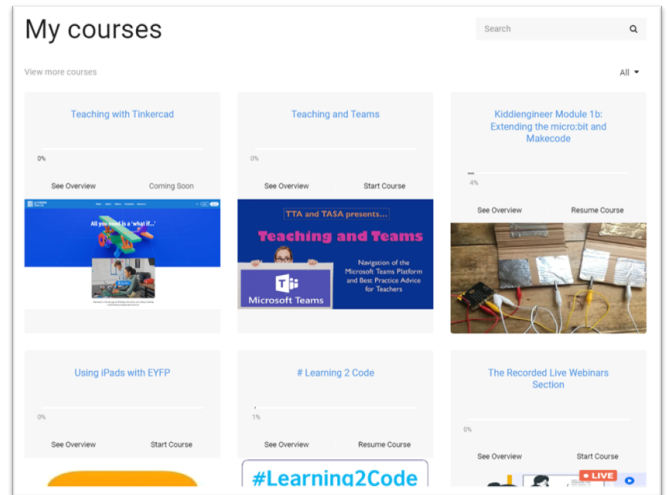 My courses
Search
View more courses
All
Teaching with Tinkercad
0%
See Overview Coming Soon
All you need is a 'what if...'
Teaching and Teams
0%
See Overview Start Course
TTA and TASA presents...
Teaching and Teams
Microsoft Teams
Navigation of the
Microsoft Teams Platform
and Best Practice Advice
for Teachers
Kiddiengineer Module 1b:
Extending the micro:bit and
Makecode
4%
See Overview Resume Course
Using iPads with EYFP
0%
See Overview Start Course
# Learning 2 Code
1%
See Overview Resume Course
#Learning2Code
The Recorded Live Webinars
Section
0%
See Overview Start Course
LIVE